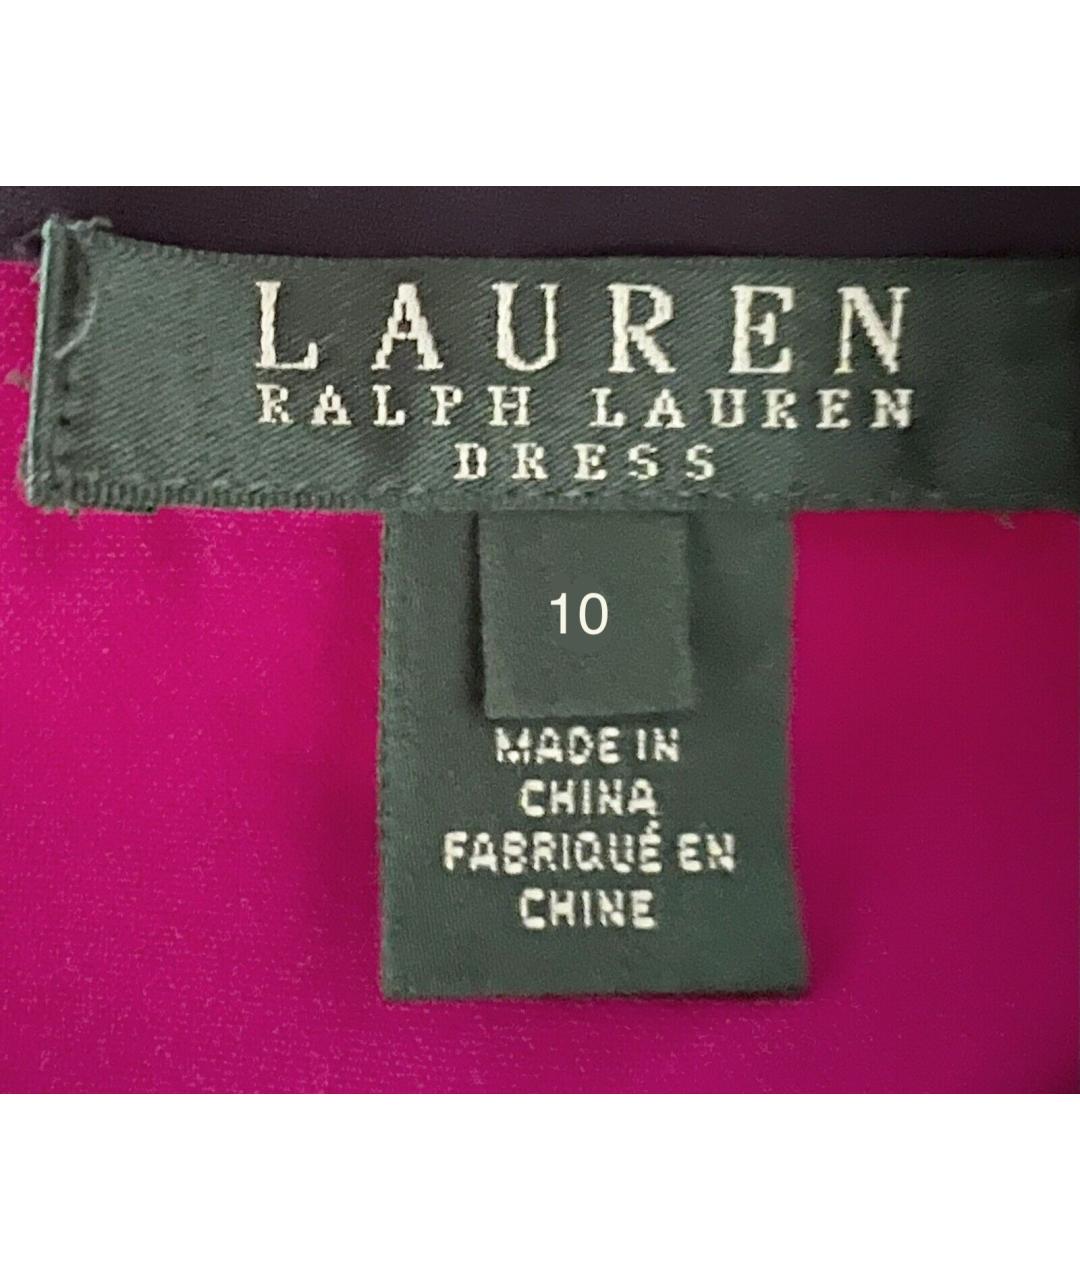 LAUREN
RALPH LAUREN
DRESS
10
MADE IN
CHINA
FABRIQUÉ EN
CHINE